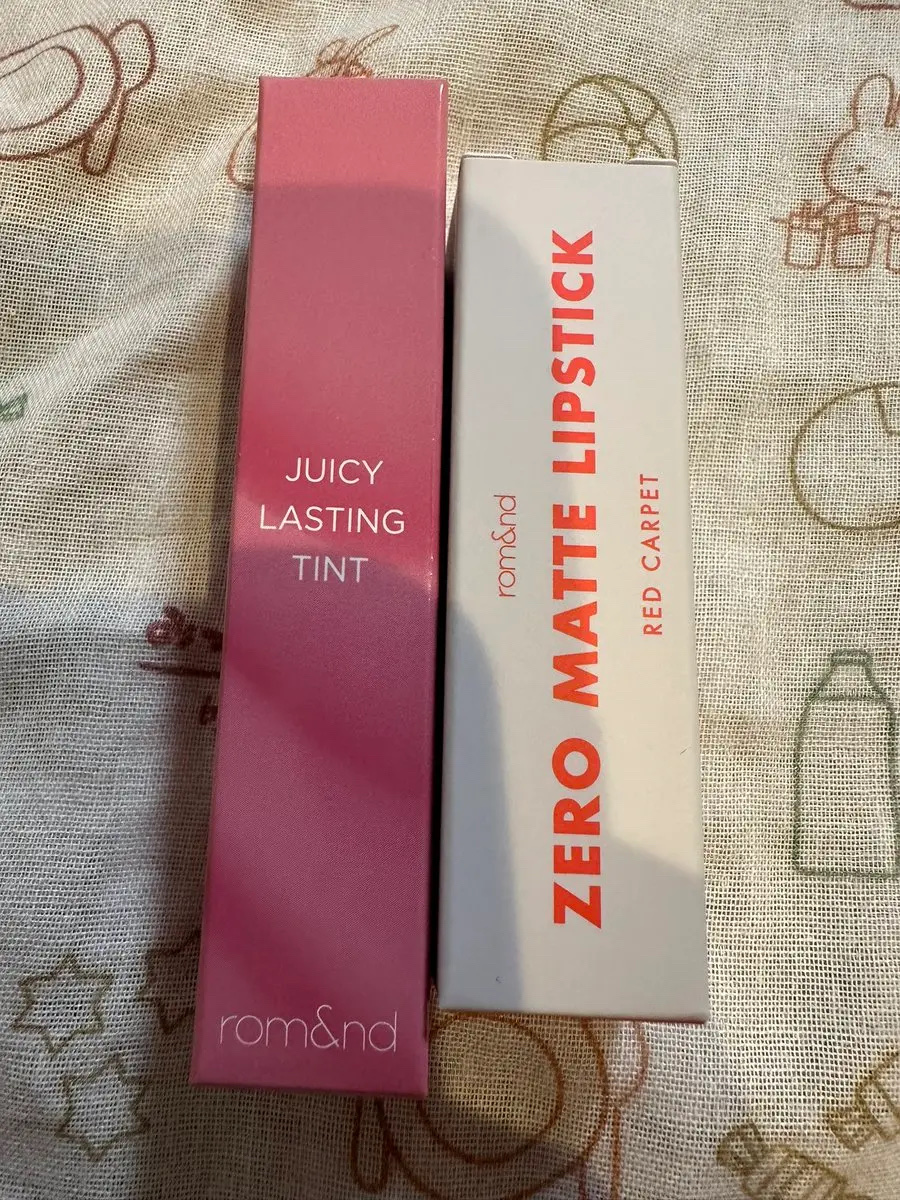 JUICY
LASTING
TINT
rom&nd
rom&nd
ZERO MATTE LIPSTICK
RED CARPET